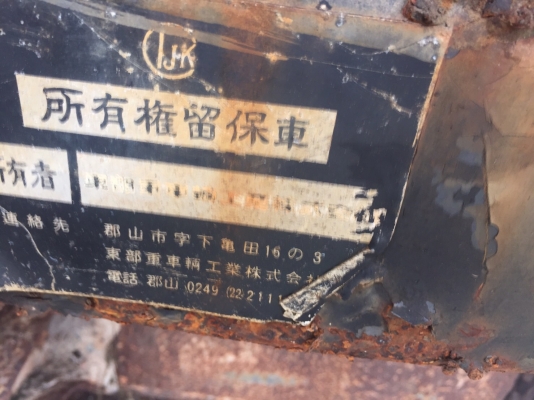 IJK
所有権留保車
有者
連絡先
郡山市字下亀田16の3
東部重車輌工業株式会
電話 郡山 0249 (22-211